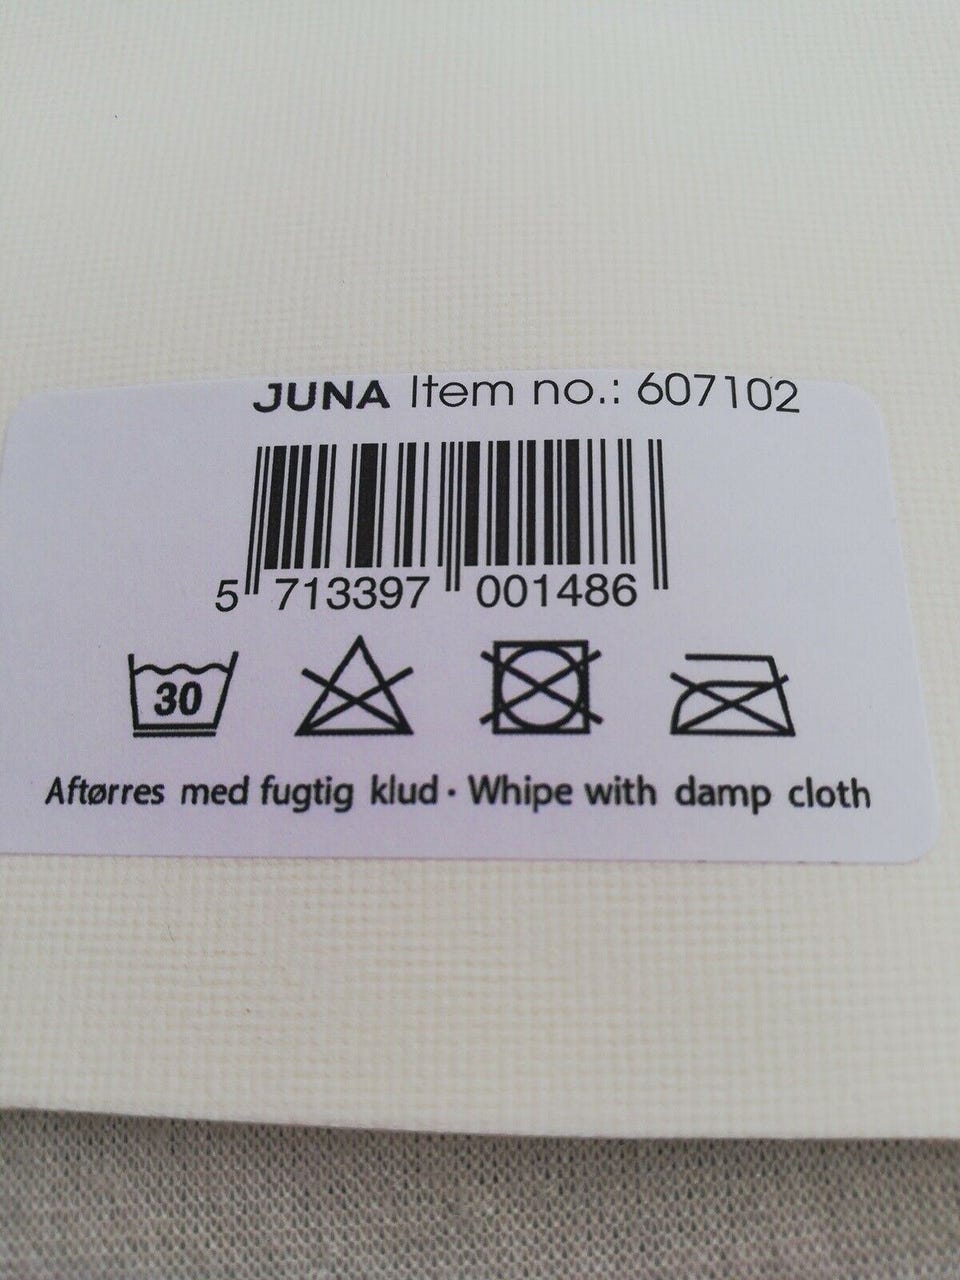 JUNA Item no.: 607102
5 713397 001486
30
Aftørres med fugtig klud · Whipe with damp cloth